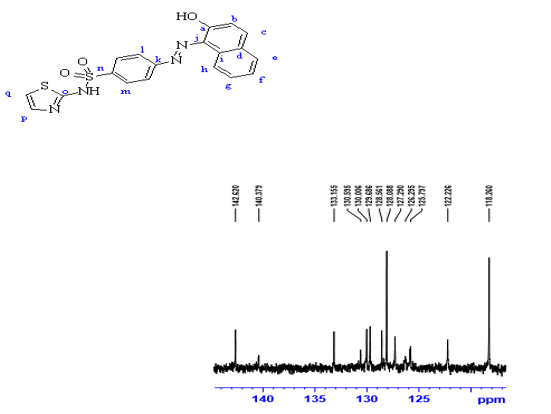 HO
a
b
c
d
e
f
g
h
i
j
N
N
k
l
m
n
O
O
S
NH
o
S
N
q
p
142.620
140.379
133.155
130.595
130.006
129.686
128.561
128.088
127.290
126.295
125.797
122.226
118.260
140 135 130 125 ppm